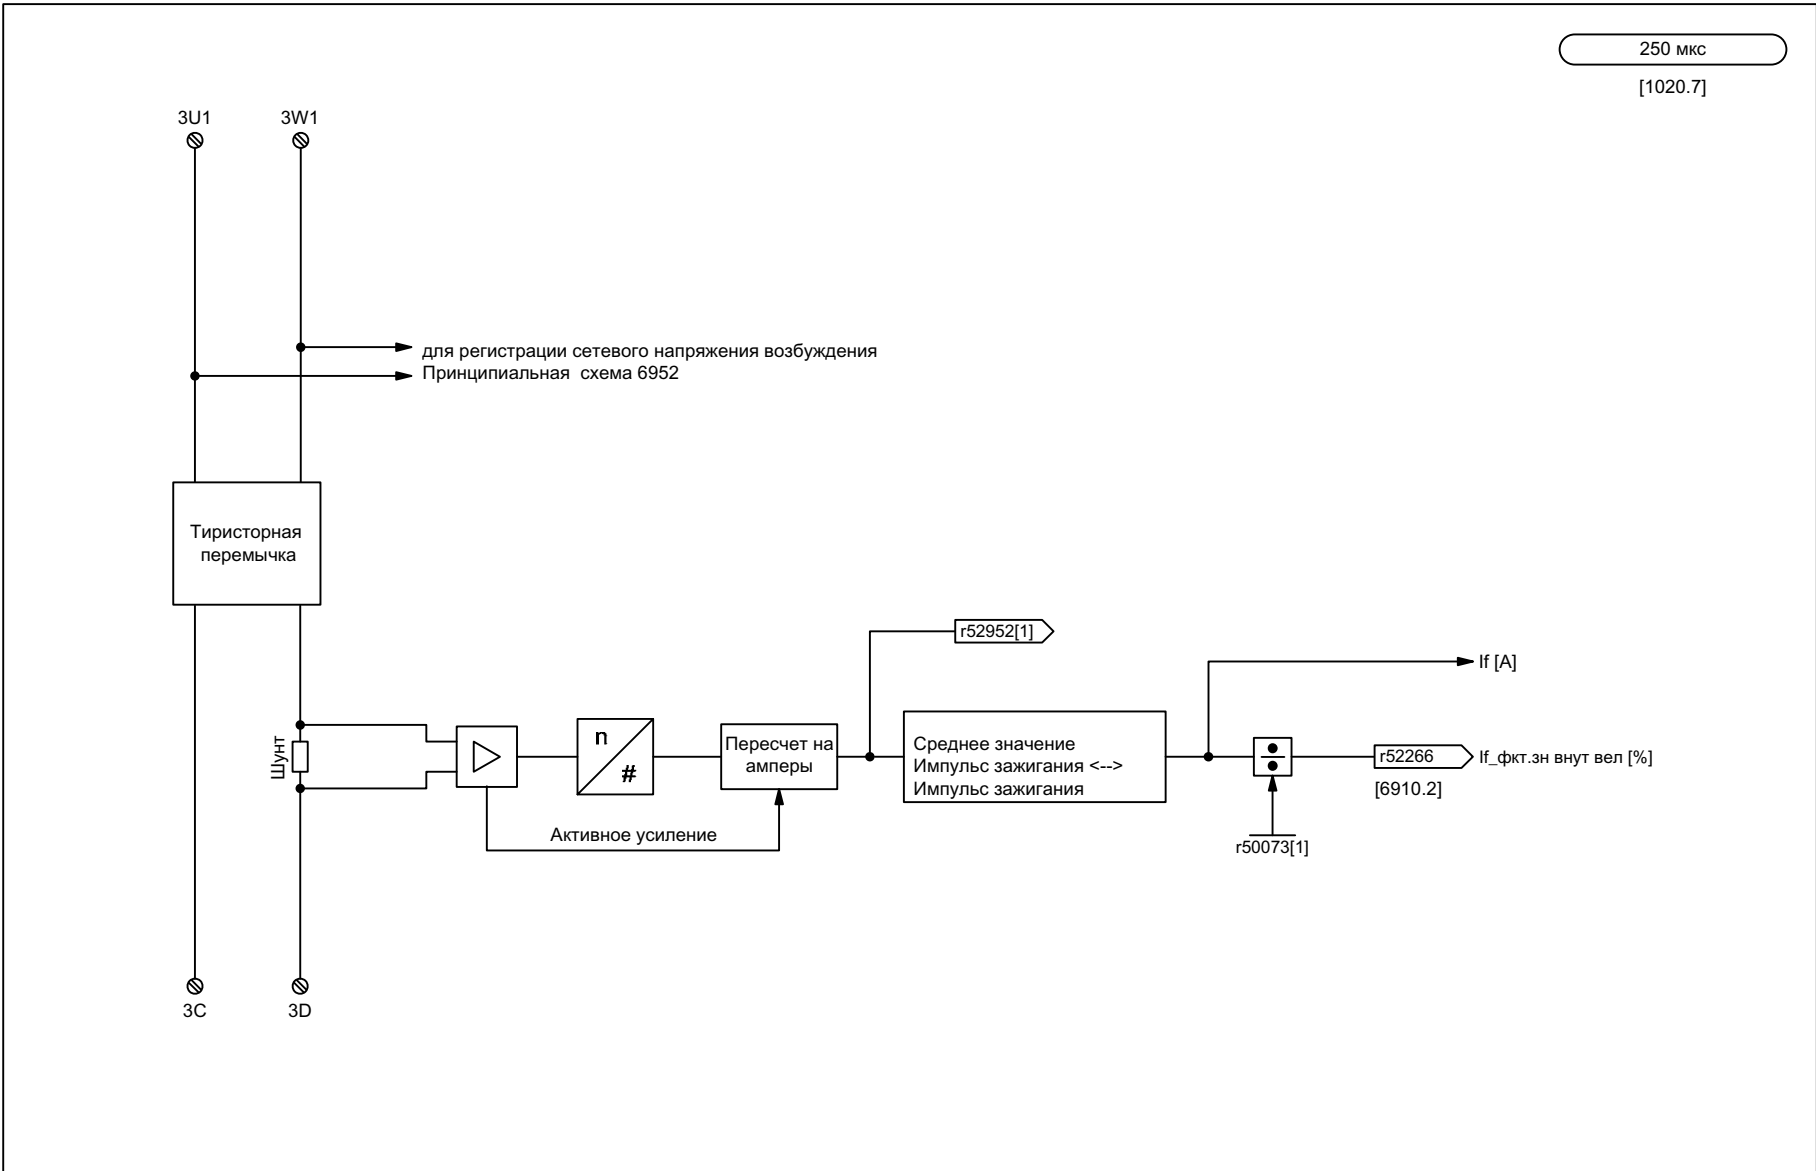 250 мкс
[1020.7]
3U1
3W1
для регистрации сетевого напряжения возбуждения
Принципиальная схема 6952
Тиристорная
перемычка
r52952[1]
If [A]
Шунт
n
#
Пересчет на
амперы
Среднее значение
Импульс зажигания <-->
Импульс зажигания
r52266
If_фкт.зн внут вел [%]
[6910.2]
Активное усиление
r50073[1]
3C
3D